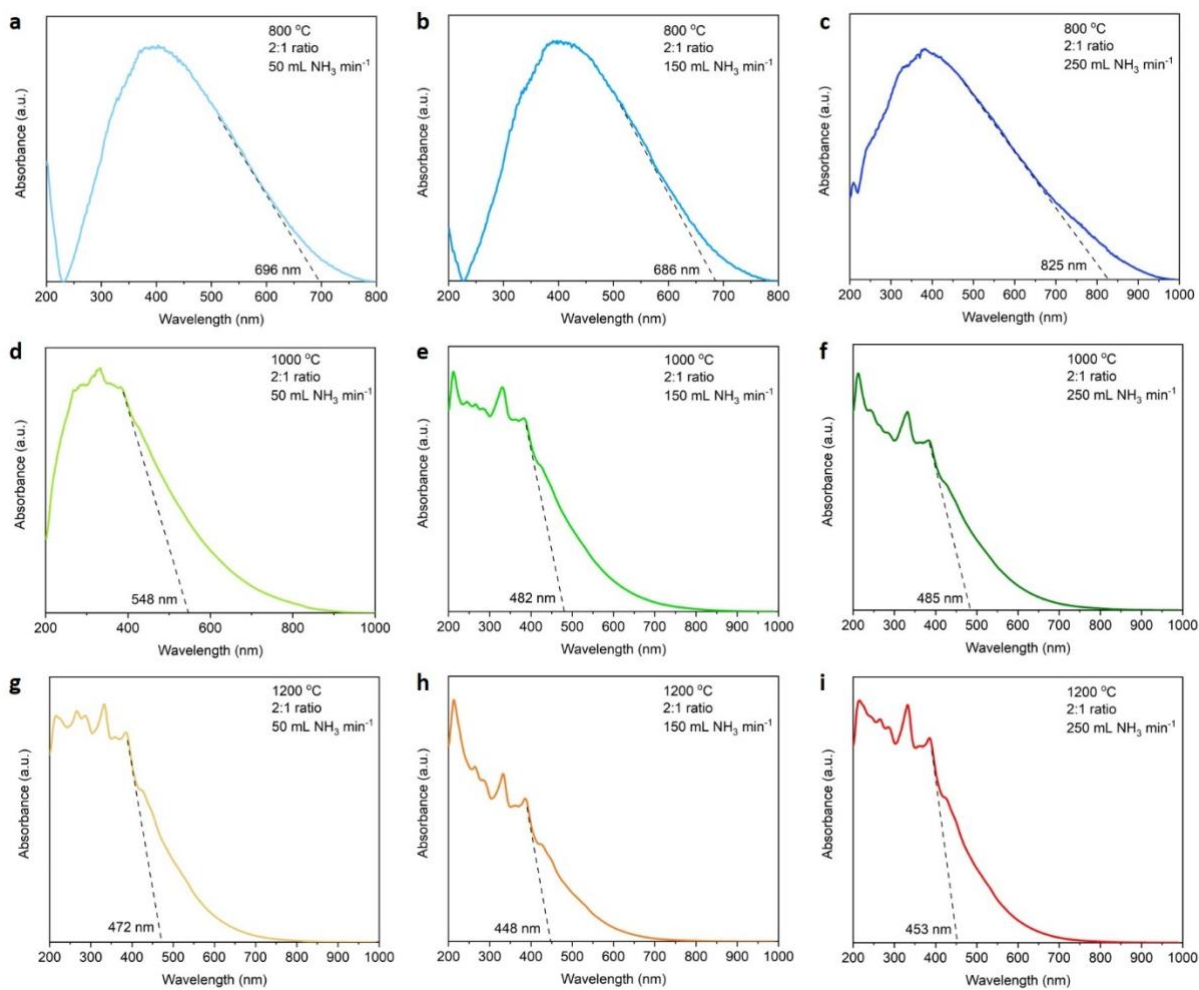 a
800 °C
2:1 ratio
50 mL NH₃ min⁻¹
Absorbance (a.u.)
696 nm
200 300 400 500 600 700 800
Wavelength (nm)
b
800 °C
2:1 ratio
150 mL NH₃ min⁻¹
Absorbance (a.u.)
686 nm
200 300 400 500 600 700 800
Wavelength (nm)
c
800 °C
2:1 ratio
250 mL NH₃ min⁻¹
Absorbance (a.u.)
825 nm
200 300 400 500 600 700 800 900 1000
Wavelength (nm)
d
1000 °C
2:1 ratio
50 mL NH₃ min⁻¹
Absorbance (a.u.)
548 nm
200 400 600 800 1000
Wavelength (nm)
e
1000 °C
2:1 ratio
150 mL NH₃ min⁻¹
Absorbance (a.u.)
482 nm
200 300 400 500 600 700 800 900 1000
Wavelength (nm)
f
1000 °C
2:1 ratio
250 mL NH₃ min⁻¹
Absorbance (a.u.)
485 nm
200 300 400 500 600 700 800 900 1000
Wavelength (nm)
g
1200 °C
2:1 ratio
50 mL NH₃ min⁻¹
Absorbance (a.u.)
472 nm
200 300 400 500 600 700 800 900 1000
Wavelength (nm)
h
1200 °C
2:1 ratio
150 mL NH₃ min⁻¹
Absorbance (a.u.)
448 nm
200 300 400 500 600 700 800 900 1000
Wavelength (nm)
i
1200 °C
2:1 ratio
250 mL NH₃ min⁻¹
Absorbance (a.u.)
453 nm
200 300 400 500 600 700 800 900 1000
Wavelength (nm)